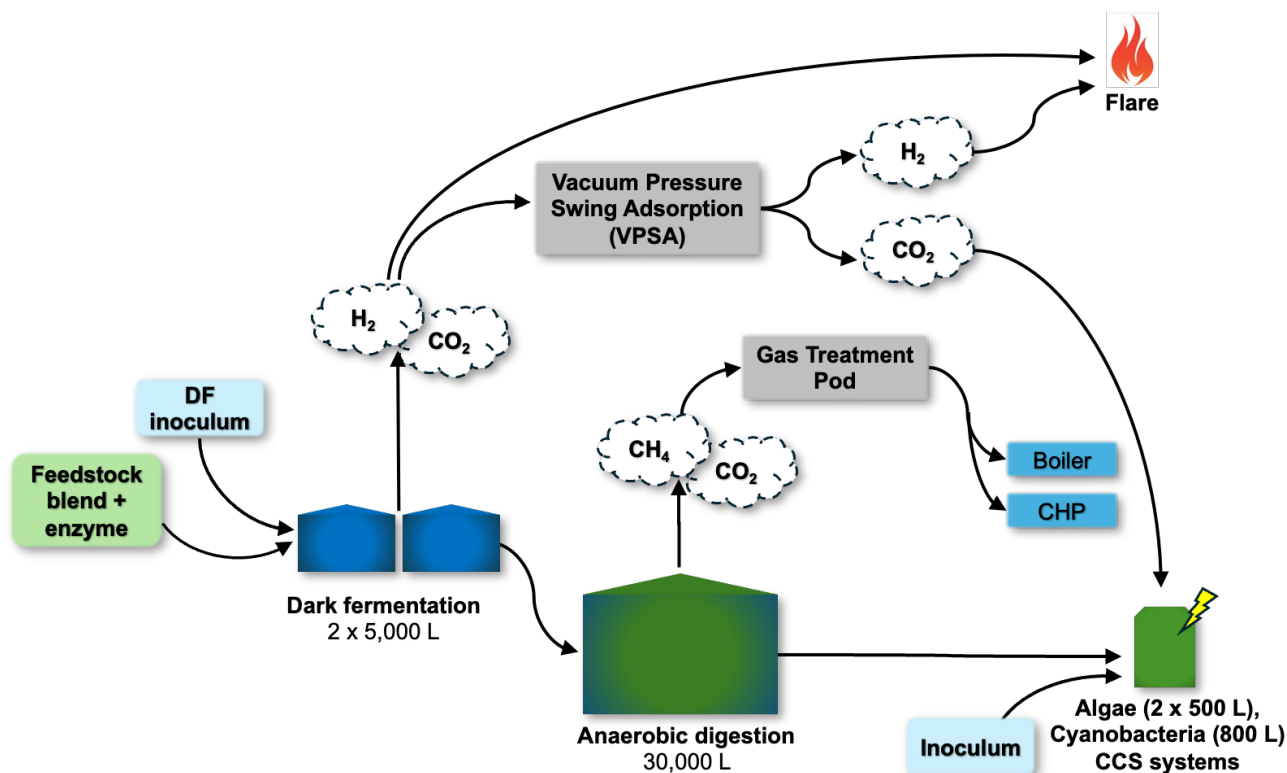 Flare
H₂
Vacuum Pressure
Swing Adsorption
(VPSA)
CO₂
H₂
CO₂
Gas Treatment
Pod
DF
inoculum
CH₄
CO₂
Boiler
Feedstock
blend +
enzyme
CHP
Dark fermentation
2 x 5,000 L
Anaerobic digestion
30,000 L
Inoculum
Algae (2 x 500 L),
Cyanobacteria (800 L)
CCS systems